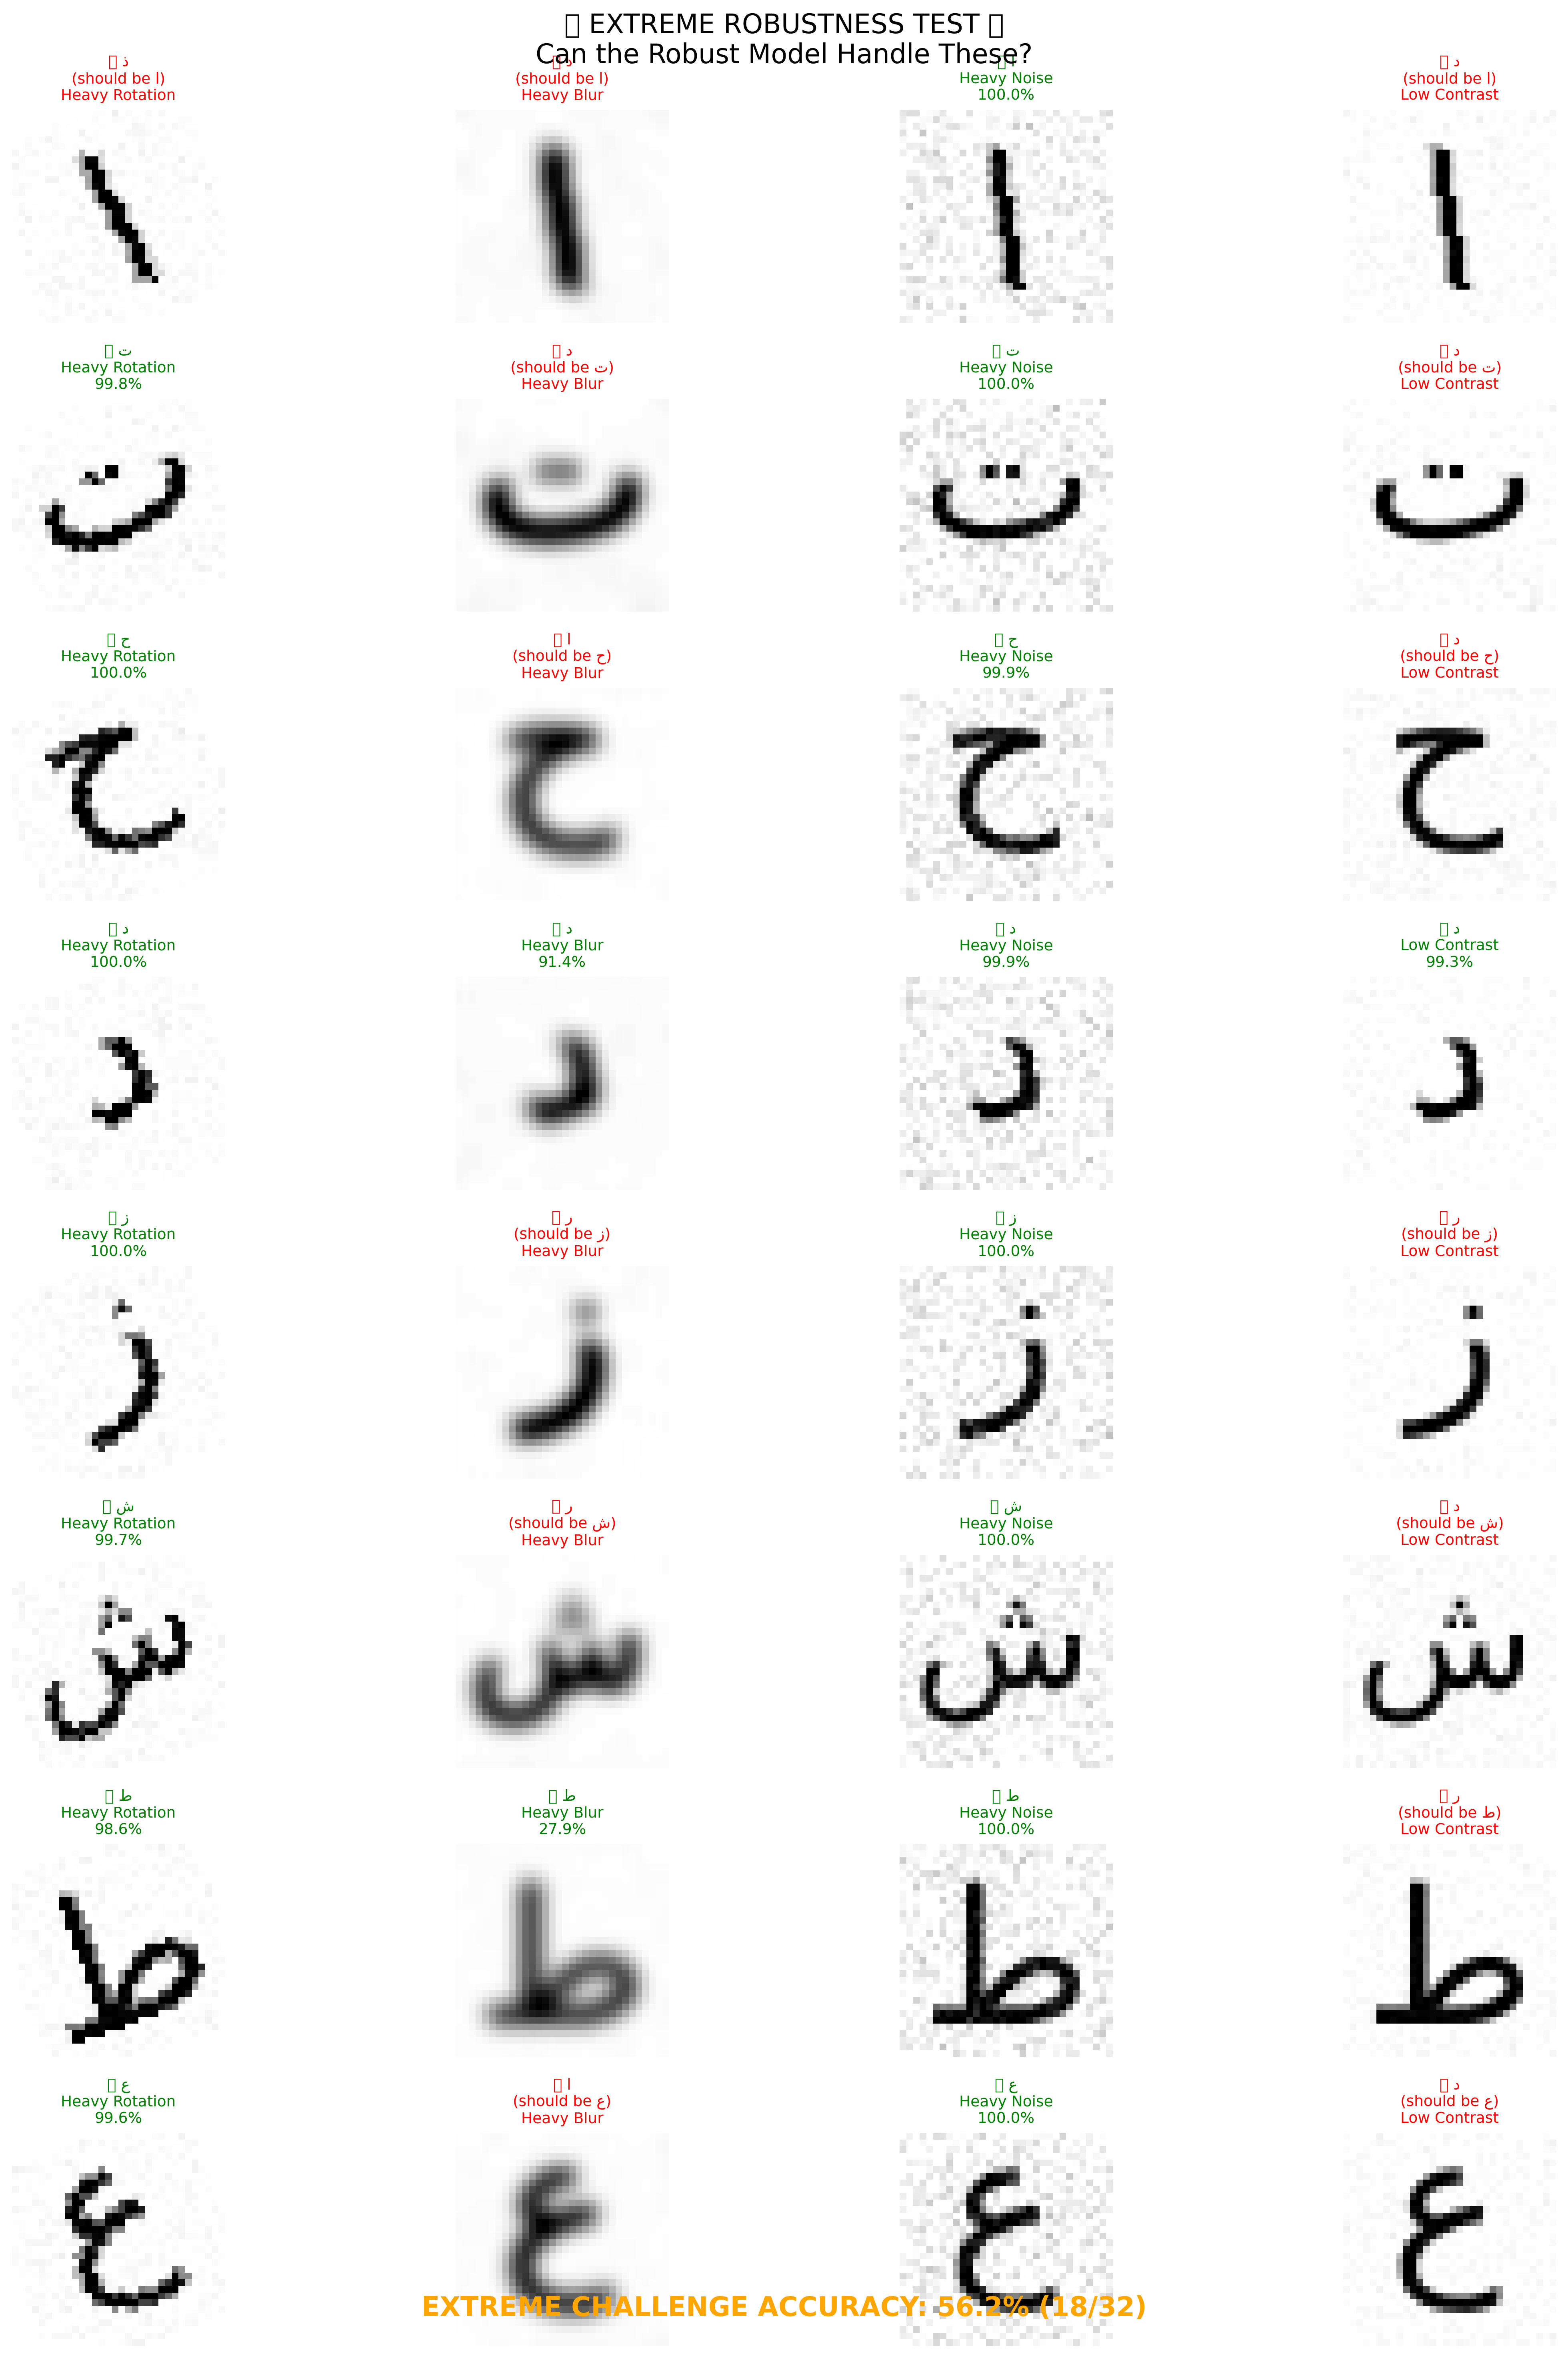 EXTREME ROBUSTNESS TEST
Can the Robust Model Handle These?
ذ
(should be ا)
Heavy Rotation
د
(should be ا)
Heavy Blur
ا
Heavy Noise
100.0%
د
(should be ا)
Low Contrast
ا
ا
ا
ا
ت
Heavy Rotation
99.8%
د
(should be ت)
Heavy Blur
ت
Heavy Noise
100.0%
د
(should be ت)
Low Contrast
ت
ت
ت
ت
ح
Heavy Rotation
100.0%
ا
(should be ح)
Heavy Blur
ح
Heavy Noise
99.9%
د
(should be ح)
Low Contrast
ح
ح
ح
ح
د
Heavy Rotation
100.0%
د
Heavy Blur
91.4%
د
Heavy Noise
99.9%
د
Low Contrast
99.3%
د
د
د
د
ز
Heavy Rotation
100.0%
ر
(should be ز)
Heavy Blur
ز
Heavy Noise
100.0%
ر
(should be ز)
Low Contrast
ز
ز
ز
ز
ش
Heavy Rotation
99.7%
ر
(should be ش)
Heavy Blur
ش
Heavy Noise
100.0%
د
(should be ش)
Low Contrast
ش
ش
ش
ش
ط
Heavy Rotation
98.6%
ط
Heavy Blur
27.9%
ط
Heavy Noise
100.0%
ر
(should be ط)
Low Contrast
ط
ط
ط
ط
ع
Heavy Rotation
99.6%
ا
(should be ع)
Heavy Blur
ع
Heavy Noise
100.0%
د
(should be ع)
Low Contrast
ع
ع
ع
ع
EXTREME CHALLENGE ACCURACY: 56.2% (18/32)